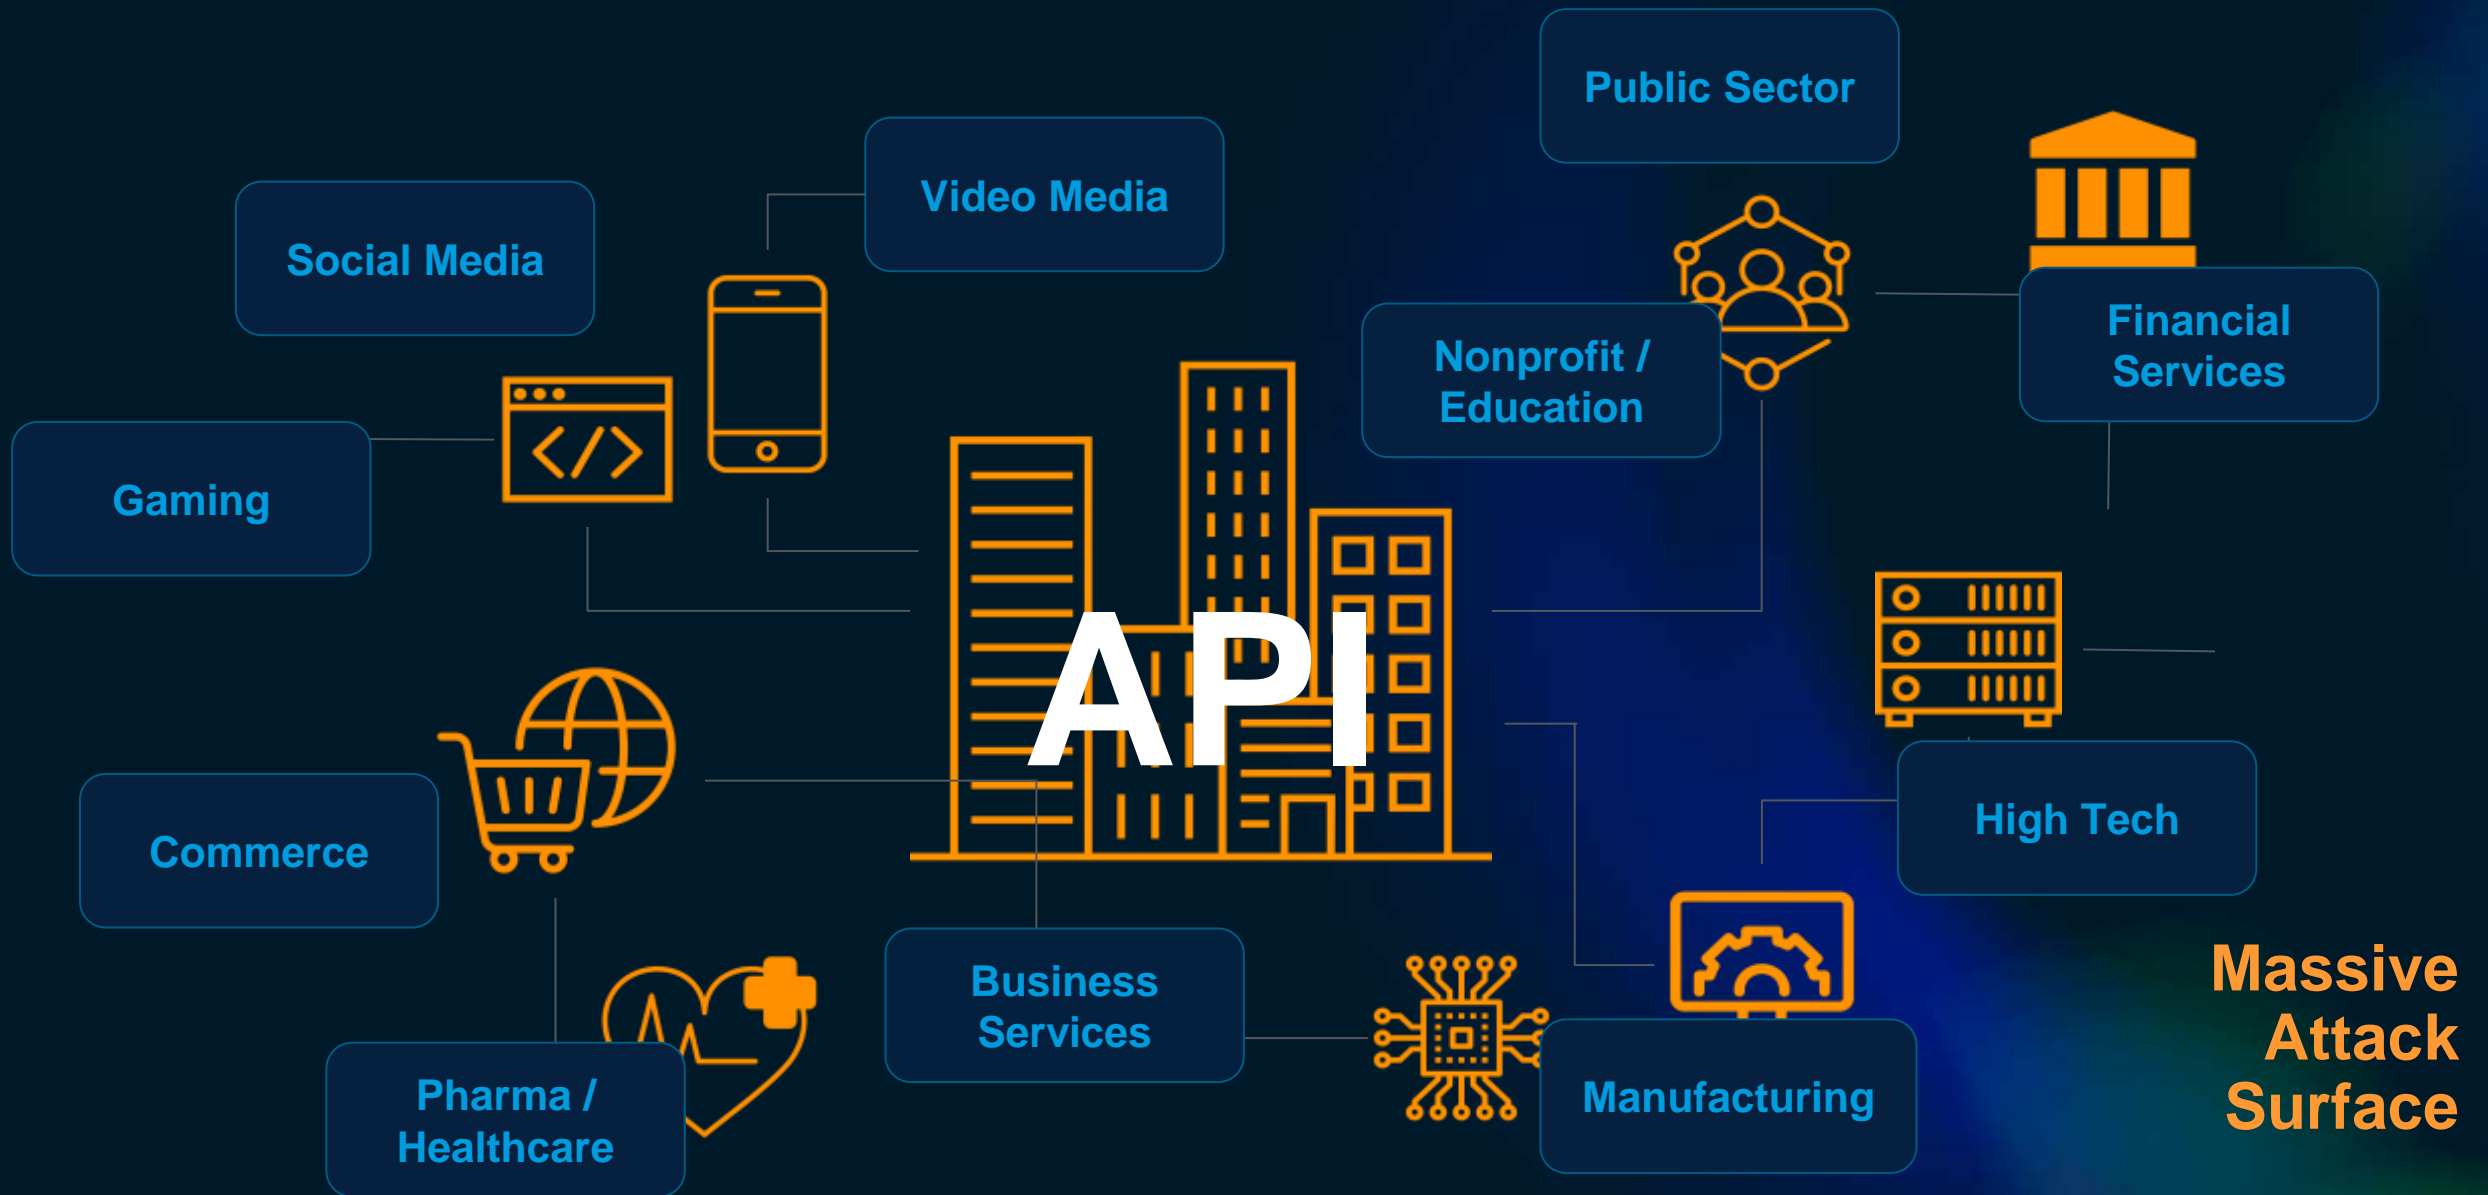 Public Sector
Video Media
Social Media
Financial
Services
Nonprofit /
Education
Gaming
</>
API
High Tech
Commerce
Business
Services
Manufacturing
Pharma /
Healthcare
Massive
Attack
Surface